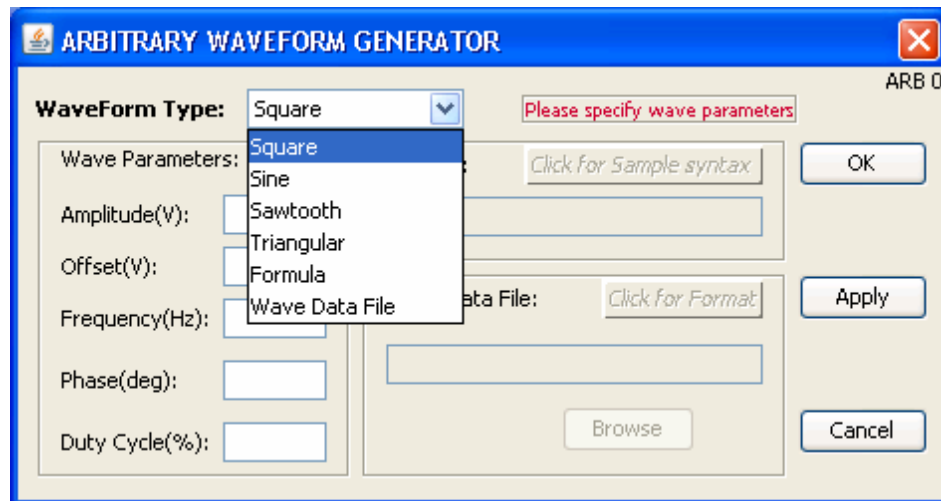 ARBITRARY WAVEFORM GENERATOR
ARB 0
WaveForm Type:
Square
Please specify wave parameters
Square
Sine
Sawtooth
Triangular
Formula
Wave Data File
Wave Parameters:
Amplitude(V):
Offset(V):
Frequency(Hz):
Phase(deg):
Duty Cycle(%):
Click for Sample syntax
ata File:
Click for Format
Browse
OK
Apply
Cancel